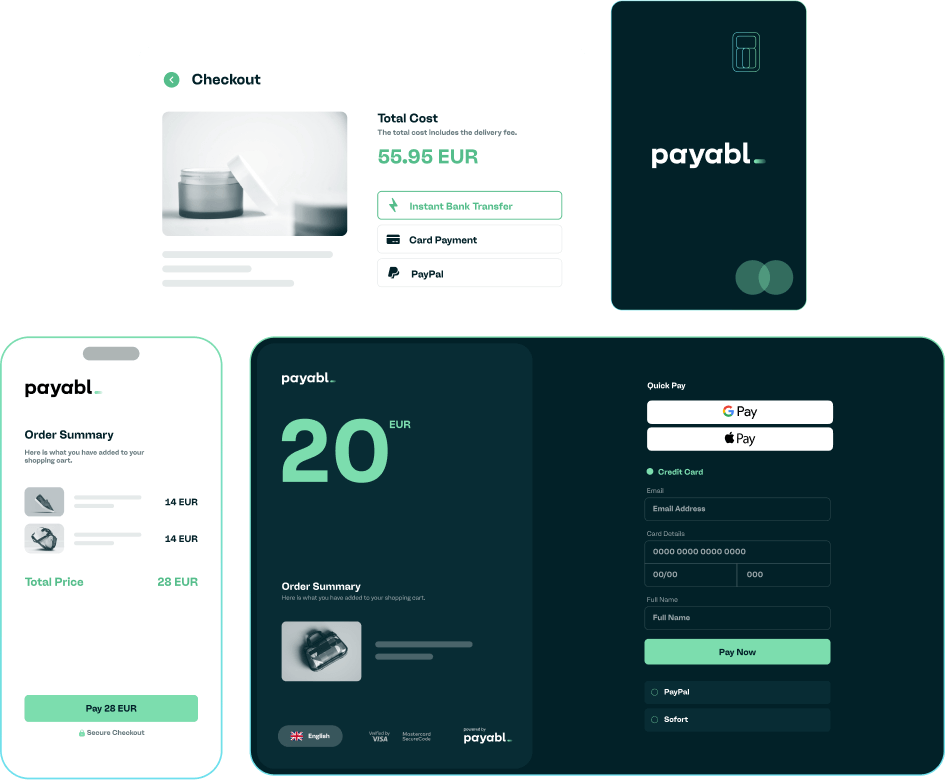 Checkout
Total Cost
The total cost includes the delivery fee.
55.95 EUR
Instant Bank Transfer
Card Payment
PayPal
payabl.
payabl.
Order Summary
Here is what you have added to your
shopping cart.
14 EUR
14 EUR
Total Price 28 EUR
Pay 28 EUR
Secure Checkout
payabl.
20 EUR
Order Summary
Here is what you have added to your shopping cart.
English
Verified by
VISA
Mastercard
SecureCode
powered by
payabl.
Quick Pay
G Pay
Pay
Credit Card
Email
Email Address
Card Details
0000 0000 0000 0000
00/00 000
Full Name
Full Name
Pay Now
PayPal
Sofort